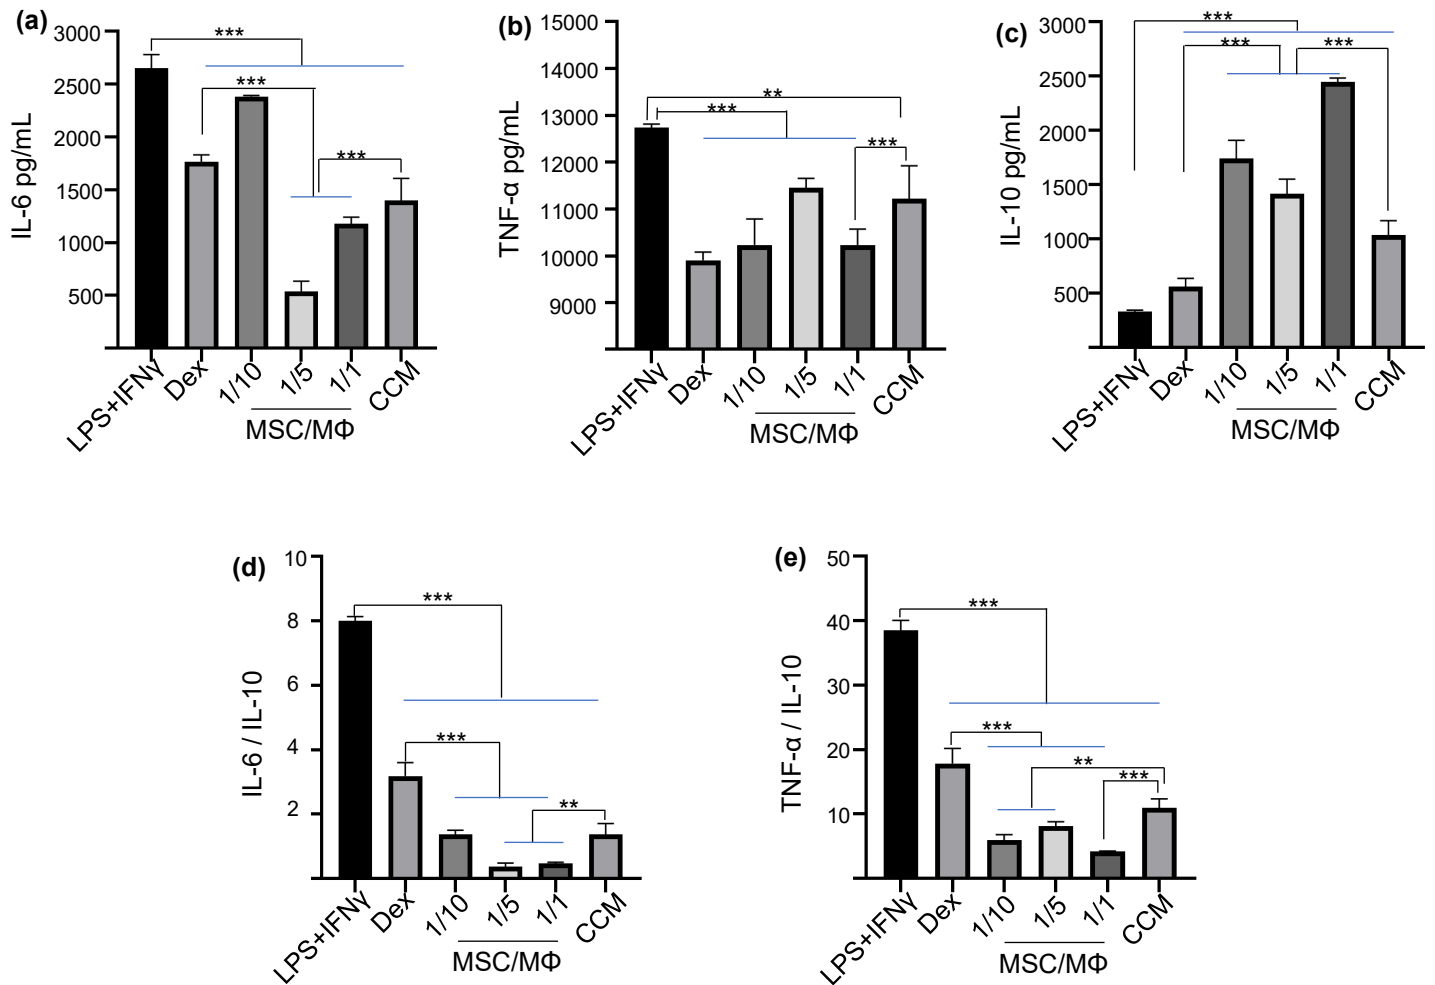 (a)
IL-6 pg/mL
3000
2500
2000
1500
1000
500
***
***
***
LPS+IFNγ
Dex
1/10
1/5
1/1
CCM
MSC/MΦ
(b)
TNF-α pg/mL
15000
14000
13000
12000
11000
10000
9000
**
***
***
LPS+IFNγ
Dex
1/10
1/5
1/1
CCM
MSC/MΦ
(c)
IL-10 pg/mL
3000
2500
2000
1500
1000
500
***
***
***
LPS+IFNγ
Dex
1/10
1/5
1/1
CCM
MSC/MΦ
(d)
IL-6 / IL-10
10
8
6
4
2
***
***
**
LPS+IFNγ
Dex
1/10
1/5
1/1
CCM
MSC/MΦ
(e)
TNF-α / IL-10
50
40
30
20
10
***
***
**
***
LPS+IFNγ
Dex
1/10
1/5
1/1
CCM
MSC/MΦ